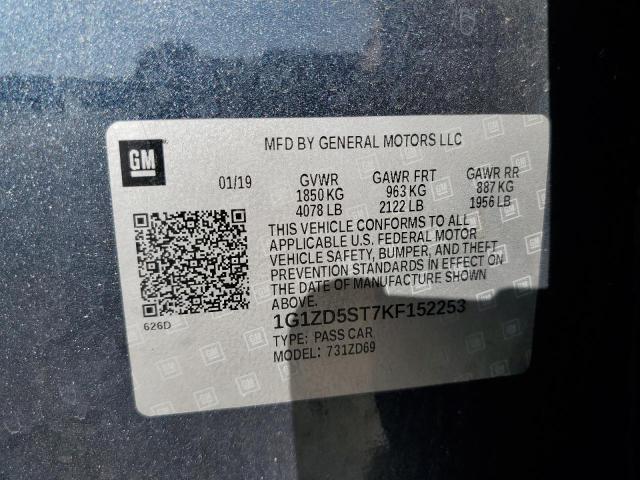 GM
MFD BY GENERAL MOTORS LLC
01/19 GVWR GAWR FRT GAWR RR
1850 KG 963 KG 887 KG
4078 LB 2122 LB 1956 LB
THIS VEHICLE CONFORMS TO ALL
APPLICABLE U.S. FEDERAL MOTOR
VEHICLE SAFETY, BUMPER, AND THEFT
PREVENTION STANDARDS IN EFFECT ON
THE DATE OF MANUFACTURE SHOWN
ABOVE.
626D
1G1ZD5ST7KF152253
TYPE: PASS CAR
MODEL: 731ZD69